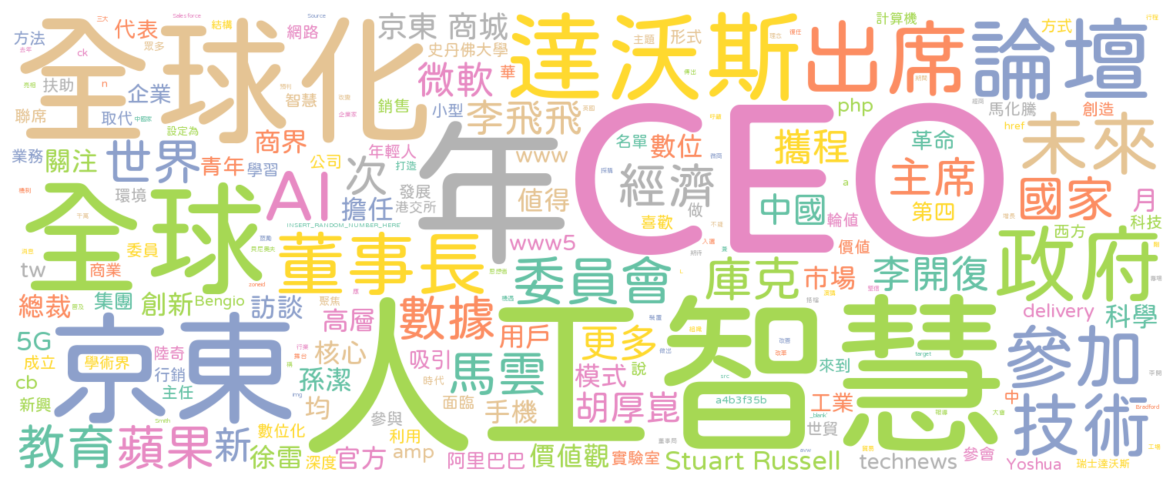 全球化
CEO
人工智慧
年
達沃斯
出席
論壇
京東 商城
代表
方法
網路
計算機
方式
扶助
企業
智慧
史丹佛大學
主題
形式
微軟
華
銷售
小型
李飛飛
聯席
取代
商界
php
馬化騰
創造
href
未來
業務
關注
世界
青年
學習
公司
年輕人
打造
次
www
名單
數位
攜程
革命
主席
環境
AI
擔任
發展
港交所
值得
經濟
做
喜歡
中國
輪值
第四
國家
月
科技
全球
INSERT_RANDOM_NUMBER_HERE
www5
價值
西方
政府
tw
商業
委員
董事長
委員會
庫克
市場
李開復
總裁
集團
創新
Bengio
訪談
聚焦
高層
數據
用戶
更多
delivery
科學
5G
成立
學術界
陸奇
行銷
主任
京東
核心
孫潔
吸引
時代
馬雲
模式
說
來到
參加
cb
新興
均
參與
面臨
手機
胡厚崑
a4b3f35b
工業
中
技術
教育
蘋果
新
數位化
徐雷
利用
深度
官方
amp
阿里巴巴
價值觀
實驗室
世貿
Stuart Russell
technews
參會
Yoshua
瑞士達沃斯
Bradford
Salesforce
Source
ck
n
設定為
target
src
_blank
img
Smith
zoned